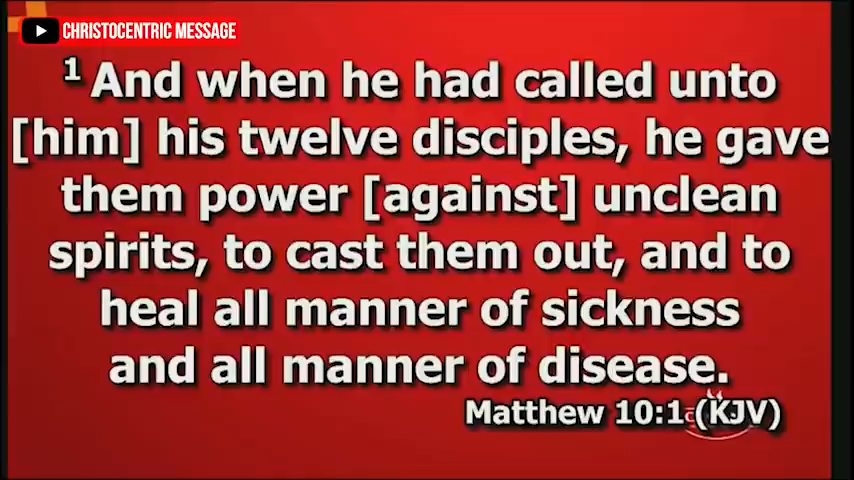 CHRISTOCENTRIC MESSAGE
1 And when he had called unto
[him] his twelve disciples, he gave
them power [against] unclean
spirits, to cast them out, and to
heal all manner of sickness
and all manner of disease.
Matthew 10:1 (KJV)